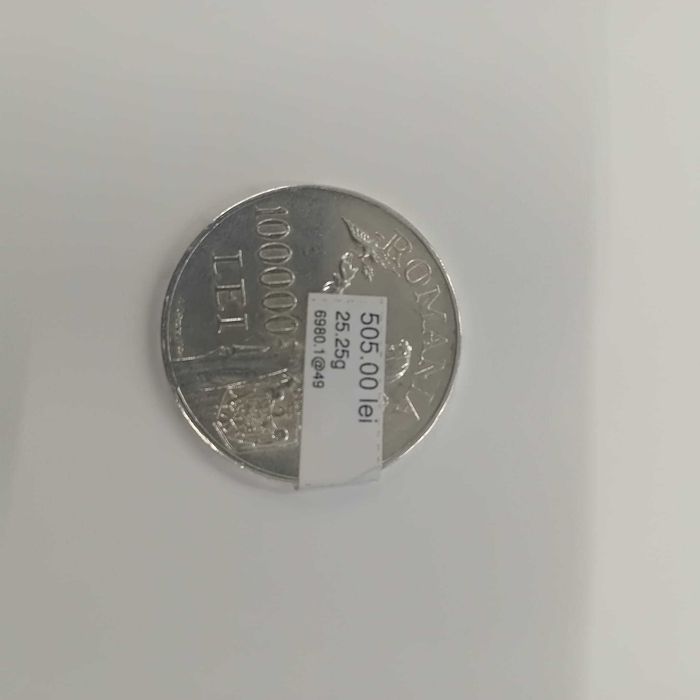 ROMANIA
100000
LEI
505.00 lei
25.25g
6980.1@49